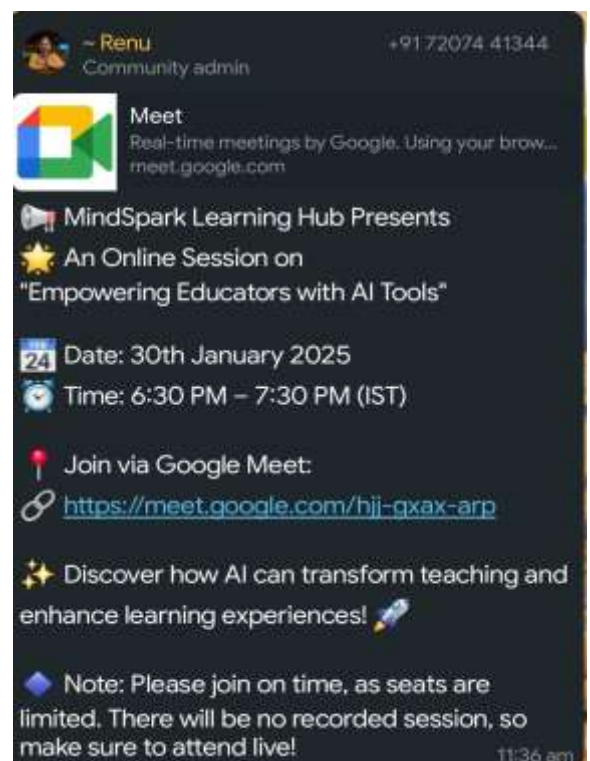 ~ Renu +91 72074 41344
Community admin
Meet
Real-time meetings by Google. Using your brow...
meet.google.com
📢 MindSpark Learning Hub Presents
🌟 An Online Session on
"Empowering Educators with AI Tools"
📆 Date: 30th January 2025
⏰ Time: 6:30 PM – 7:30 PM (IST)
📍 Join via Google Meet:
🔗 https://meet.google.com/hjj-gxax-arp
✨ Discover how AI can transform teaching and
enhance learning experiences! 🚀
🔹 Note: Please join on time, as seats are
limited. There will be no recorded session, so
make sure to attend live!
11:36 am